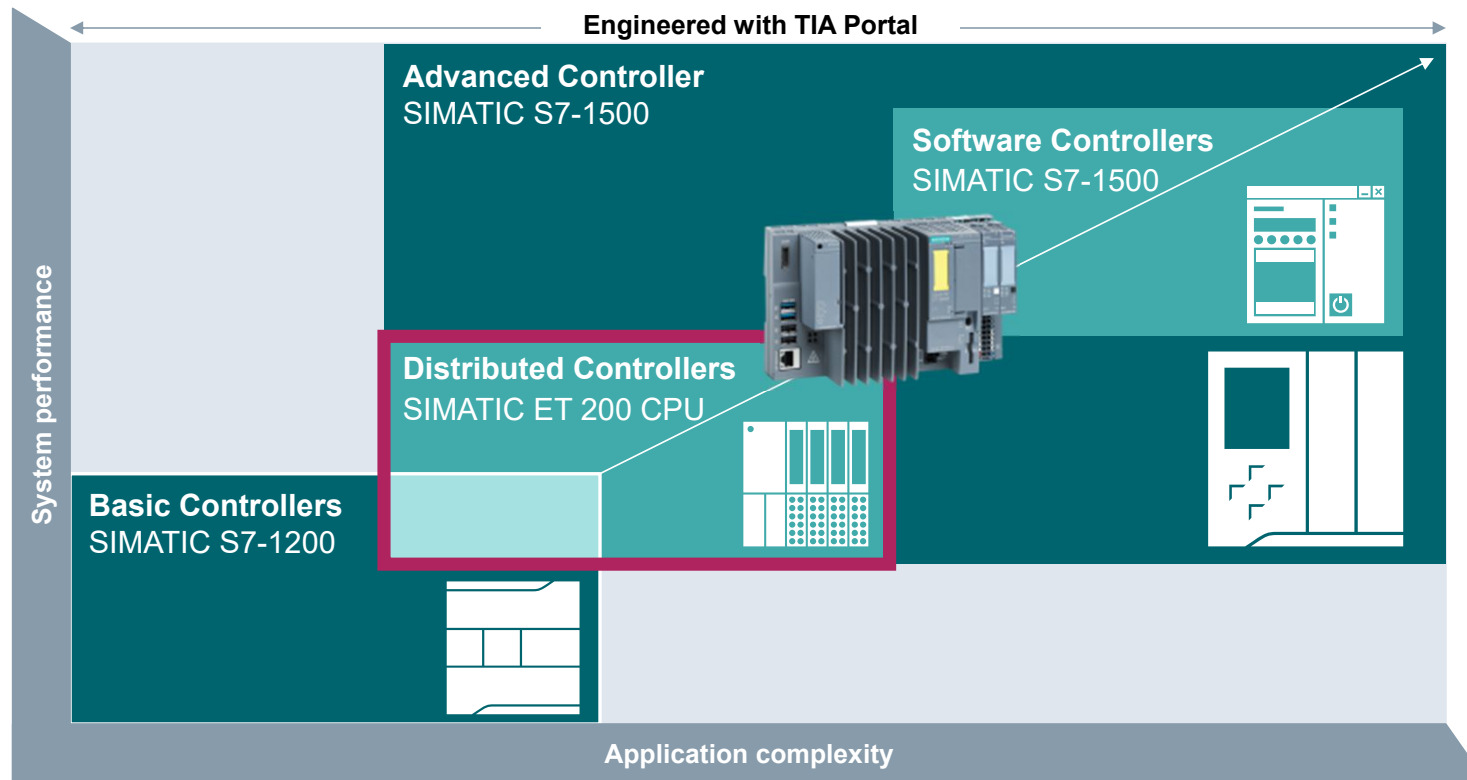 Engineered with TIA Portal
Advanced Controller
SIMATIC S7-1500
Software Controllers
SIMATIC S7-1500
Distributed Controllers
SIMATIC ET 200 CPU
Basic Controllers
SIMATIC S7-1200
System performance
Application complexity